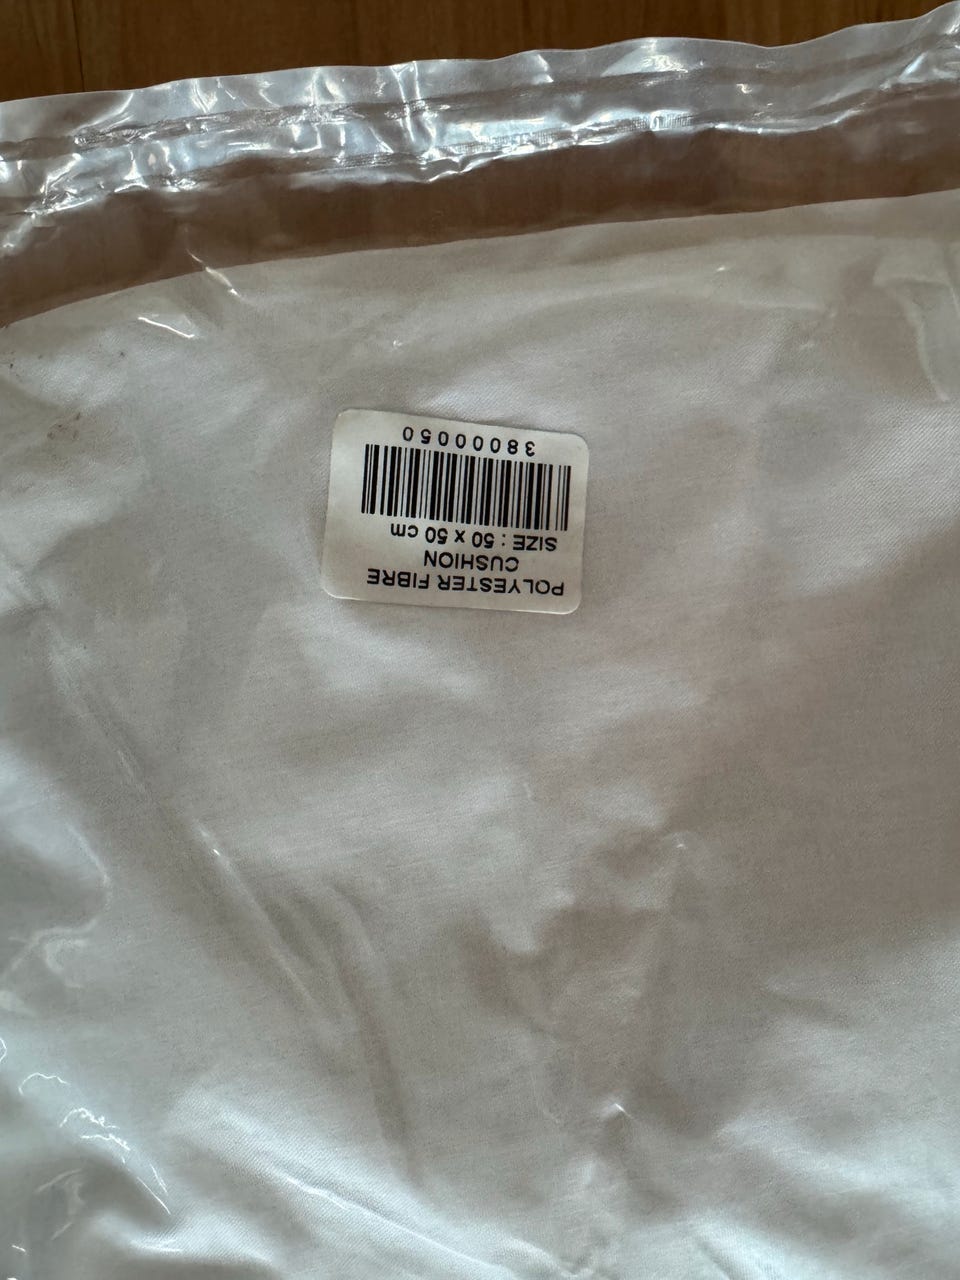 POLYESTER FIBRE
CUSHION
SIZE : 50 x 50 cm
38000050